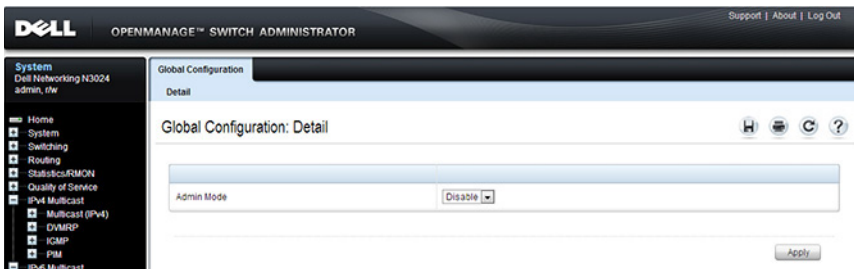 Support | About | Log Out
DELL OPENMANAGE™ SWITCH ADMINISTRATOR
System
Dell Networking N3024
admin, r/w
Home
System
Switching
Routing
Statistics/RMON
Quality of Service
IPv4 Multicast
Multicast (IPv4)
DVMRP
IGMP
PIM
IPv6 Multicast
Global Configuration
Detail
Global Configuration: Detail
Admin Mode
Disable
Apply